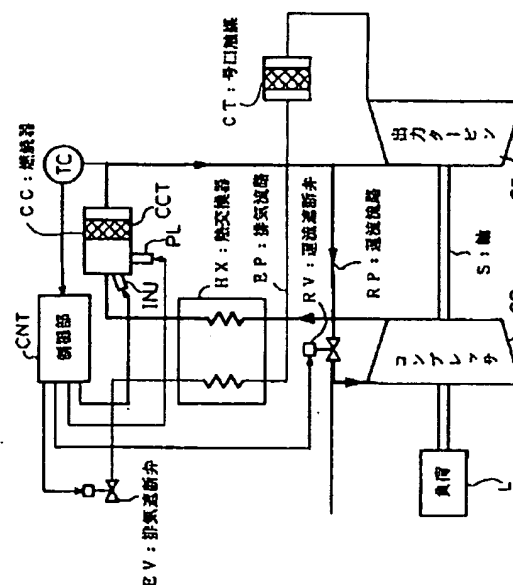 CC:燃焼器
TC
CNT
制御部
CCT
PL
INJ
HX:熱交換器
EP:排気流路
RV:還流遮断弁
RP:還流流路
EV:排気遮断弁
CT:号口触媒
出力タービン
S:軸
コンプレッサ
負荷
L